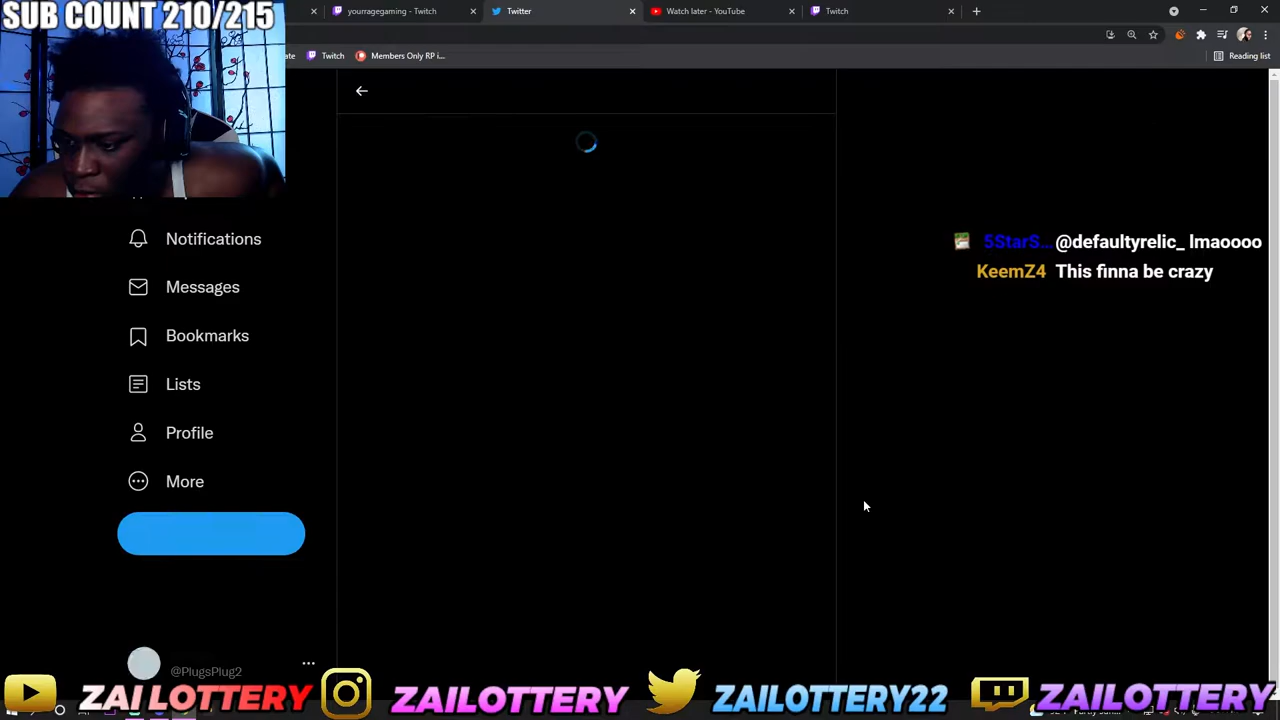 SUB COUNT 210/215
yourragegaming - Twitch
Twitter
Watch later - YouTube
Twitch
Twitch
Members Only RP i...
Reading list
Notifications
Messages
Bookmarks
Lists
Profile
More
@PlugsPlug2
5StarS... @defaultyrelic_ lmaoooo
KeemZ4 This finna be crazy
ZAI LOTTERY
ZAILOTTERY
ZAILOTTERY22
ZAILOTTERY